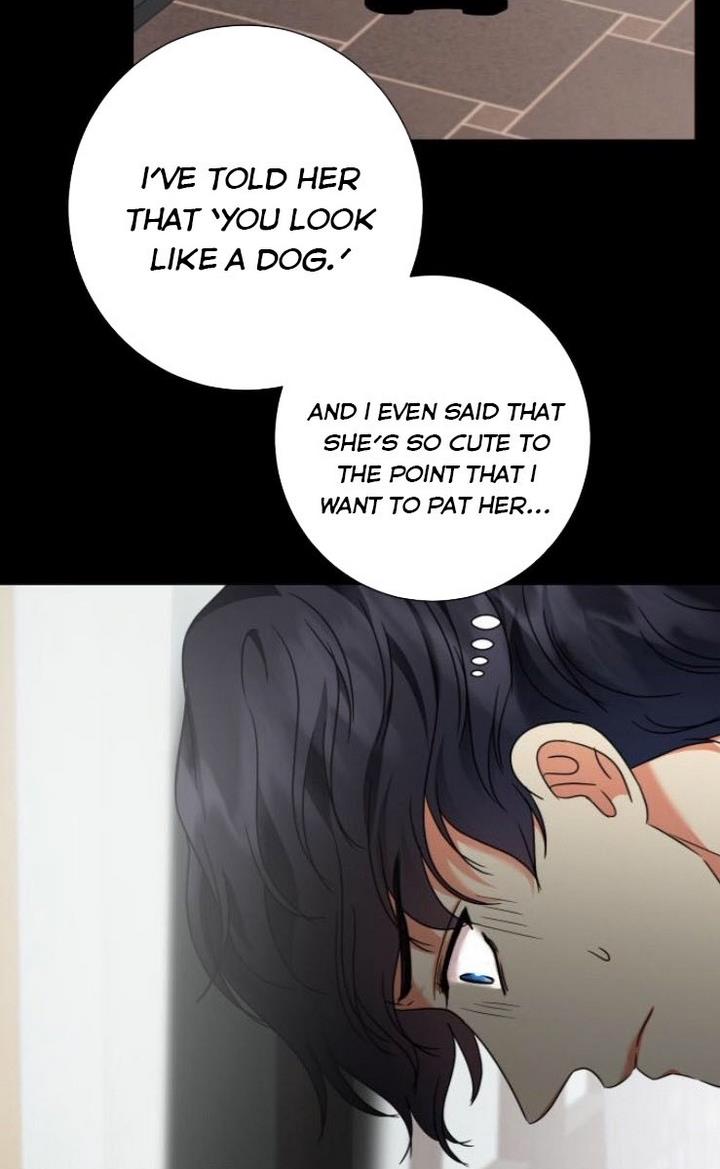 I'VE TOLD HER
THAT 'YOU LOOK
LIKE A DOG.'
AND I EVEN SAID THAT
SHE'S SO CUTE TO
THE POINT THAT I
WANT TO PAT HER...